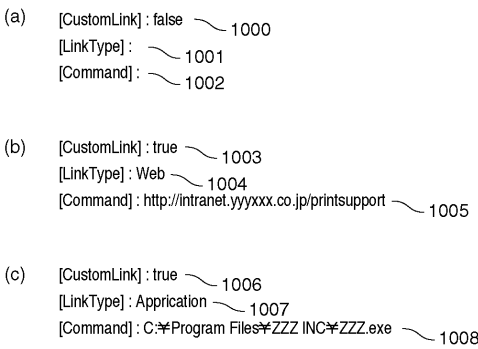 (a) [CustomLink] : false 1000
[LinkType] : 1001
[Command] : 1002
(b) [CustomLink] : true 1003
[LinkType] : Web 1004
[Command] : http://intranet.yyyxxx.co.jp/printsupport 1005
(c) [CustomLink] : true 1006
[LinkType] : Apprication 1007
[Command] : C:¥Program Files¥ZZZ INC¥ZZZ.exe 1008